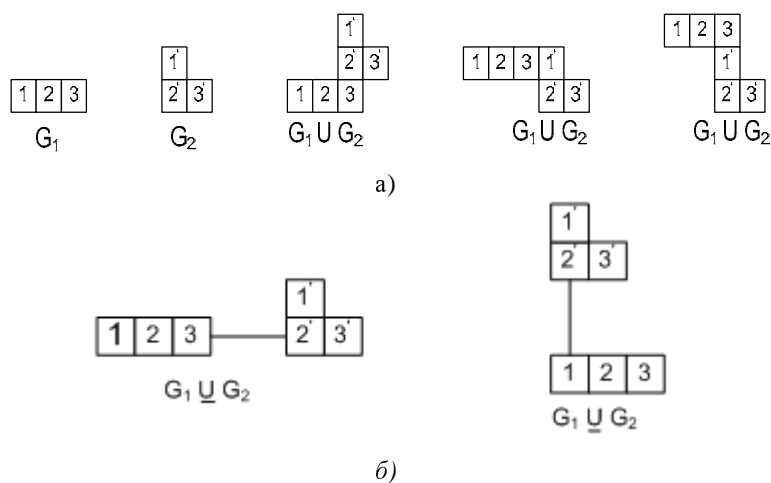 1 2 3
G₁
1'
2' 3'
G₂
1'
2' 3'
1 2 3
G₁ U G₂
1 2 3 1'
2' 3'
G₁ U G₂
1 2 3
1'
2' 3'
G₁ U G₂
а)
1 2 3
1'
2' 3'
G₁ U G₂
1'
2' 3'
1 2 3
G₁ U G₂
б)